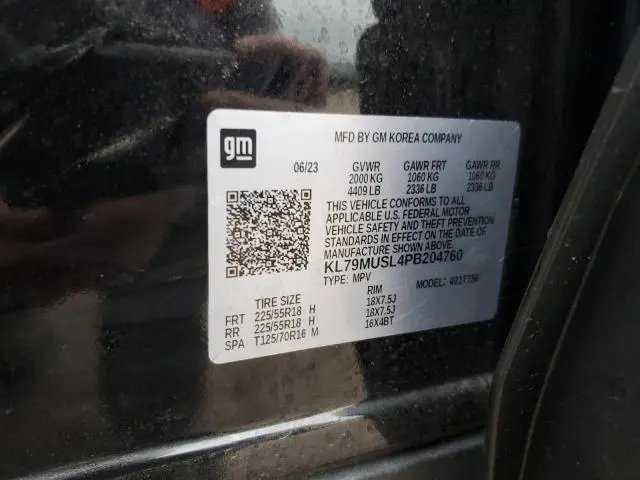 gm
MFD BY GM KOREA COMPANY
06/23 GVWR GAWR FRT GAWR RR
2000 KG 1060 KG 1060 KG
4409 LB 2336 LB 2336 LB
THIS VEHICLE CONFORMS TO ALL
APPLICABLE U.S. FEDERAL MOTOR
VEHICLE SAFETY AND THEFT PREVENTION
STANDARDS IN EFFECT ON THE DATE OF
MANUFACTURE SHOWN ABOVE.
KL79MUSL4PB204760
TYPE: MPV MODEL:
TIRE SIZE RIM
FRT 225/55R18 H 18X7.5J
RR 225/55R18 H 18X7.5J
SPA T125/70R16 M 16X4BT